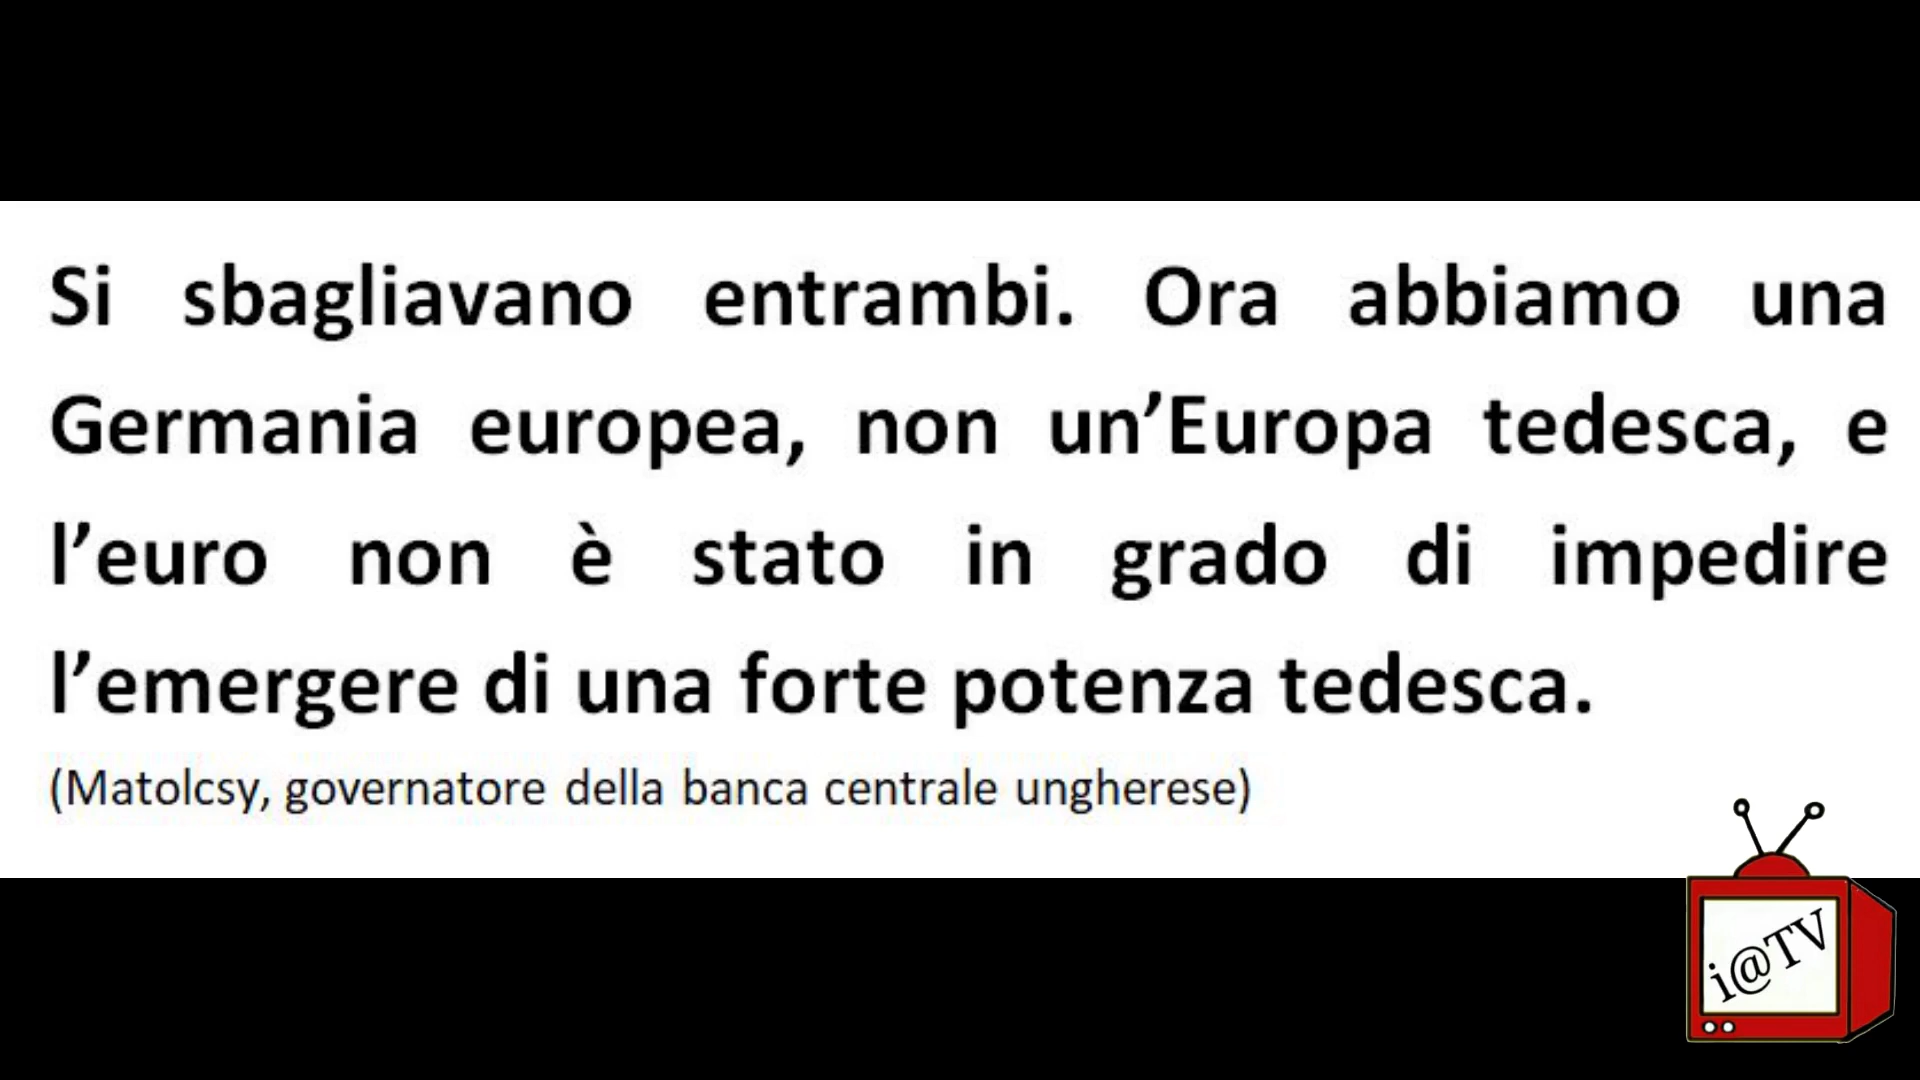 Si sbagliavano entrambi. Ora abbiamo una
Germania europea, non un’Europa tedesca, e
l’euro non è stato in grado di impedire
l’emergere di una forte potenza tedesca.
(Matolcsy, governatore della banca centrale ungherese)
i@TV